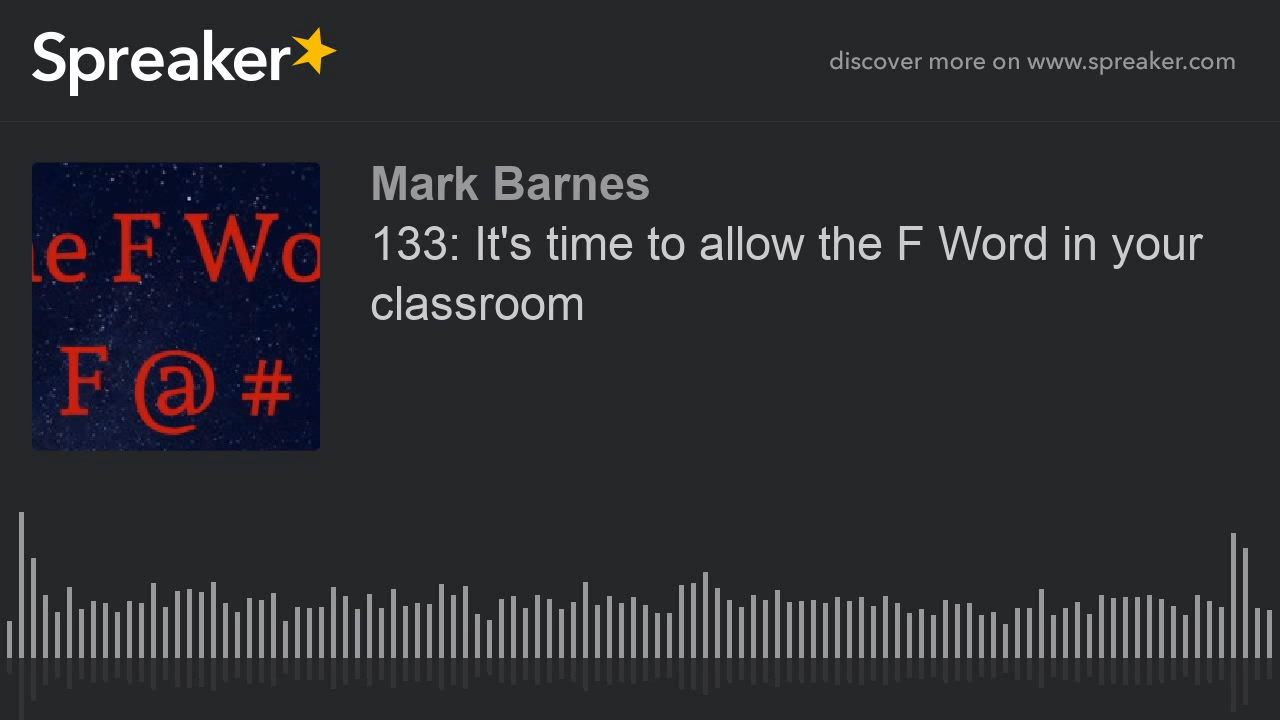 Spreaker
discover more on www.spreaker.com
Mark Barnes
133: It's time to allow the F Word in your
classroom
e F Wo
F @ #